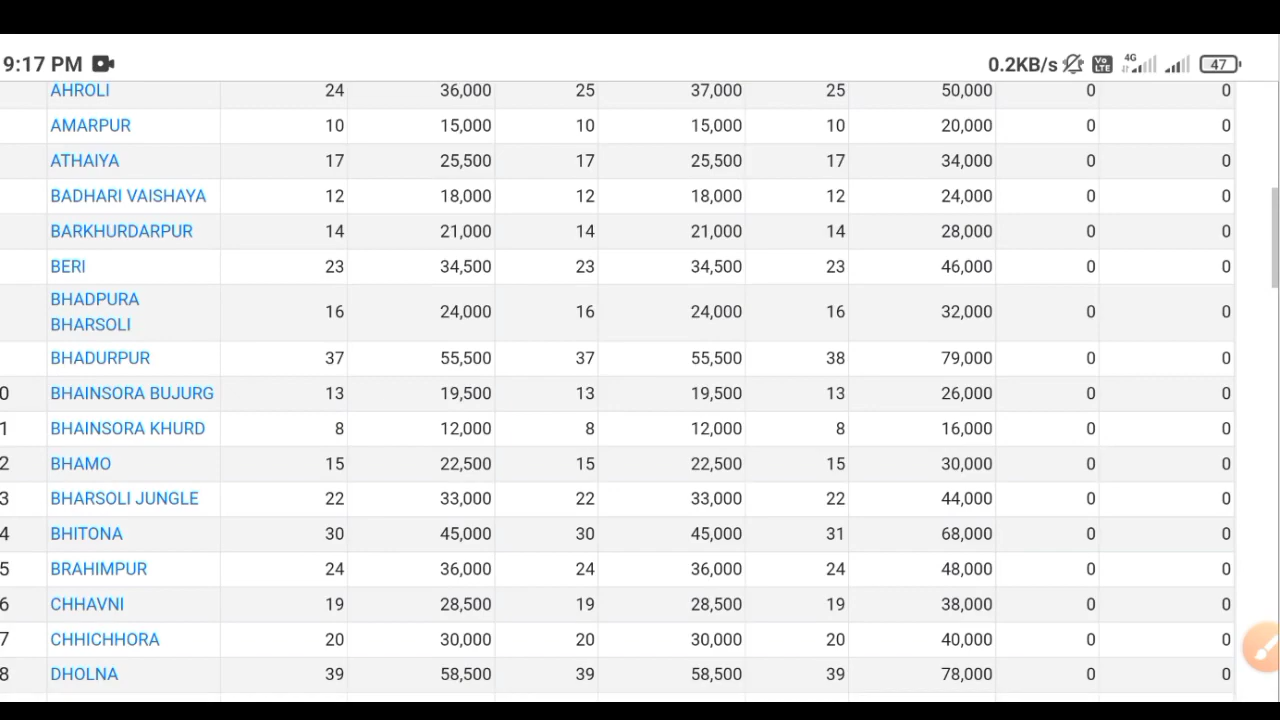 9:17 PM 0.2KB/s Vo LTE 4G 47
AHROLI 24 36,000 25 37,000 25 50,000 0 0
AMARPUR 10 15,000 10 15,000 10 20,000 0 0
ATHAIYA 17 25,500 17 25,500 17 34,000 0 0
BADHARI VAISHAYA 12 18,000 12 18,000 12 24,000 0 0
BARKHURDARPUR 14 21,000 14 21,000 14 28,000 0 0
BERI 23 34,500 23 34,500 23 46,000 0 0
BHADPURA
BHARSOLI 16 24,000 16 24,000 16 32,000 0 0
BHADURPUR 37 55,500 37 55,500 38 79,000 0 0
0 BHAINSORA BUJURG 13 19,500 13 19,500 13 26,000 0 0
1 BHAINSORA KHURD 8 12,000 8 12,000 8 16,000 0 0
2 BHAMO 15 22,500 15 22,500 15 30,000 0 0
3 BHARSOLI JUNGLE 22 33,000 22 33,000 22 44,000 0 0
4 BHITONA 30 45,000 30 45,000 31 68,000 0 0
5 BRAHIMPUR 24 36,000 24 36,000 24 48,000 0 0
6 CHHAVNI 19 28,500 19 28,500 19 38,000 0 0
7 CHHICHHORA 20 30,000 20 30,000 20 40,000 0 0
8 DHOLNA 39 58,500 39 58,500 39 78,000 0 0